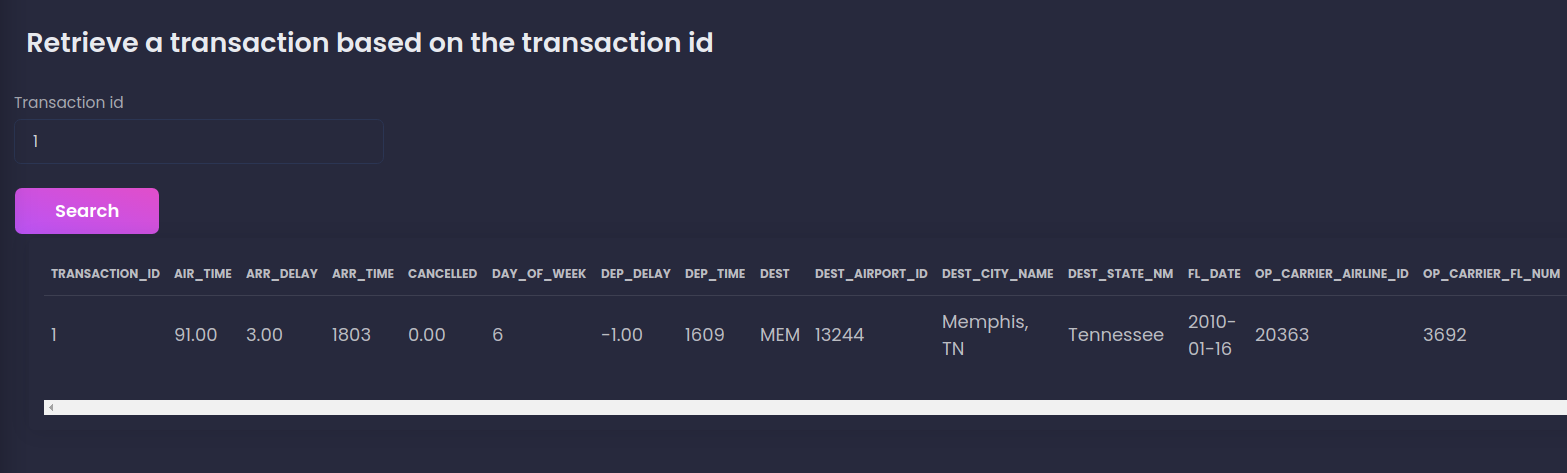 Retrieve a transaction based on the transaction id
Transaction id
1
Search
TRANSACTION_ID AIR_TIME ARR_DELAY ARR_TIME CANCELLED DAY_OF_WEEK DEP_DELAY DEP_TIME DEST DEST_AIRPORT_ID DEST_CITY_NAME DEST_STATE_NM FL_DATE OP_CARRIER_AIRLINE_ID OP_CARRIER_FL_NUM
1 91.00 3.00 1803 0.00 6 -1.00 1609 MEM 13244 Memphis, Tennessee 2010- 20363 3692
TN 01-16